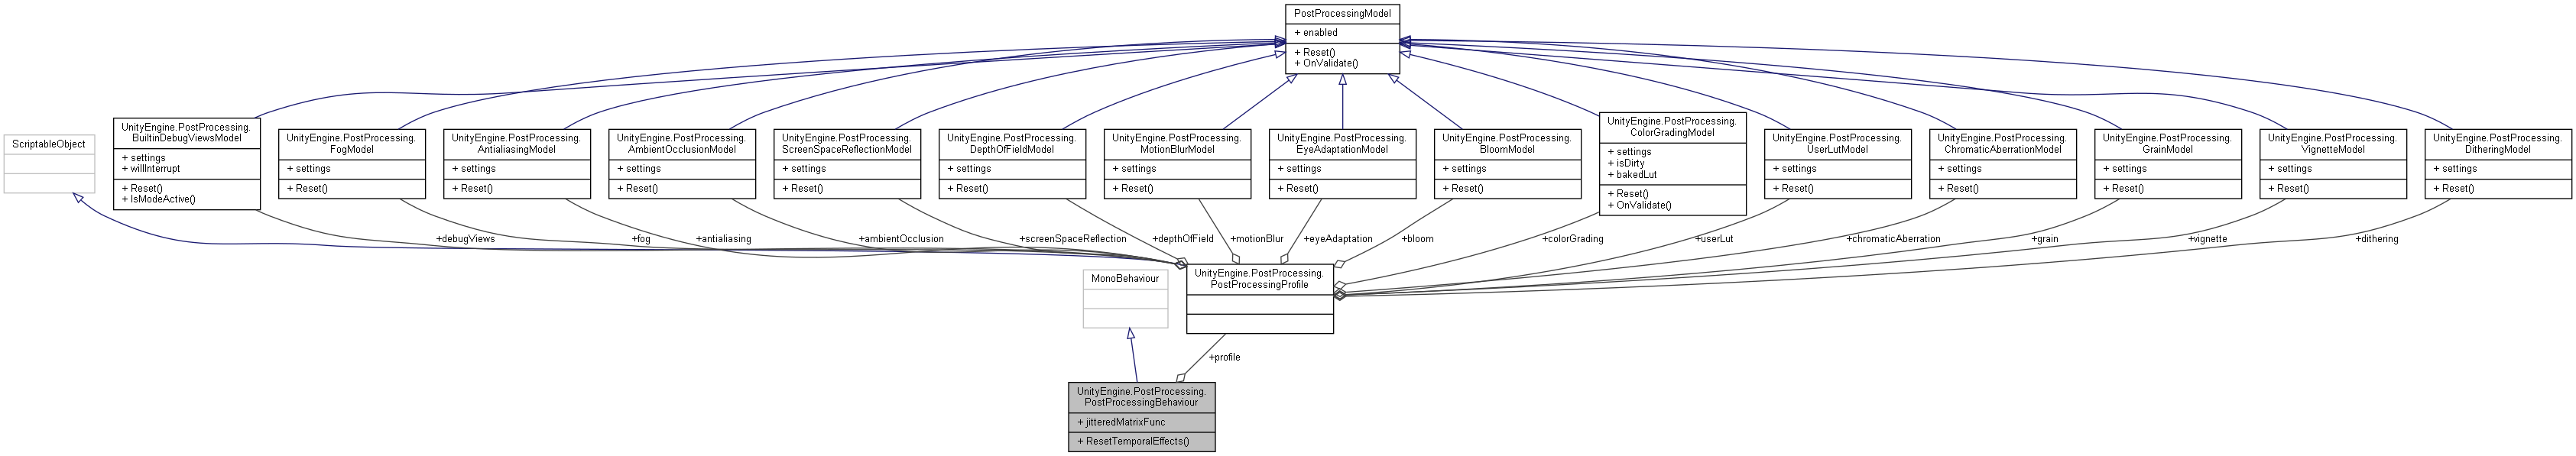 PostProcessingModel
+ enabled
+ Reset()
+ OnValidate()
ScriptableObject
UnityEngine.PostProcessing.
BuiltinDebugViewsModel
+ settings
+ willInterrupt
+ Reset()
+ IsModeActive()
UnityEngine.PostProcessing.
FogModel
+ settings
+ Reset()
UnityEngine.PostProcessing.
AntialiasingModel
+ settings
+ Reset()
UnityEngine.PostProcessing.
AmbientOcclusionModel
+ settings
+ Reset()
UnityEngine.PostProcessing.
ScreenSpaceReflectionModel
+ settings
+ Reset()
UnityEngine.PostProcessing.
DepthOfFieldModel
+ settings
+ Reset()
UnityEngine.PostProcessing.
MotionBlurModel
+ settings
+ Reset()
UnityEngine.PostProcessing.
EyeAdaptationModel
+ settings
+ Reset()
UnityEngine.PostProcessing.
BloomModel
+ settings
+ Reset()
UnityEngine.PostProcessing.
ColorGradingModel
+ settings
+ isDirty
+ bakedLut
+ Reset()
+ OnValidate()
UnityEngine.PostProcessing.
UserLutModel
+ settings
+ Reset()
UnityEngine.PostProcessing.
ChromaticAberrationModel
+ settings
+ Reset()
UnityEngine.PostProcessing.
GrainModel
+ settings
+ Reset()
UnityEngine.PostProcessing.
VignetteModel
+ settings
+ Reset()
UnityEngine.PostProcessing.
DitheringModel
+ settings
+ Reset()
+debugViews
+fog
+antialiasing
+ambientOcclusion
+screenSpaceReflection
+depthOfField
+motionBlur
+eyeAdaptation
+bloom
+colorGrading
+userLut
+chromaticAberration
+grain
+vignette
+dithering
MonoBehaviour
UnityEngine.PostProcessing.
PostProcessingProfile
+profile
UnityEngine.PostProcessing.
PostProcessingBehaviour
+ jitteredMatrixFunc
+ ResetTemporalEffects()